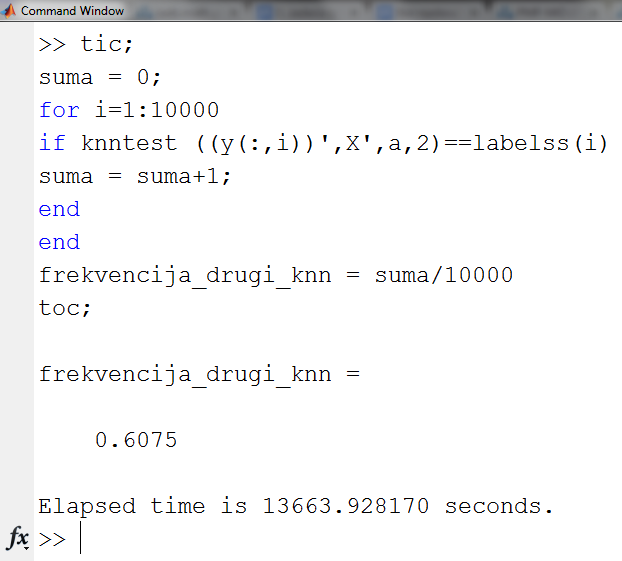 Command Window
>> tic;
suma = 0;
for i=1:10000
if knntest ((y(:,i))',X',a,2)==labelss(i)
suma = suma+1;
end
end
frekvencija_drugi_knn = suma/10000
toc;
frekvencija_drugi_knn =
0.6075
Elapsed time is 13663.928170 seconds.
fx >>